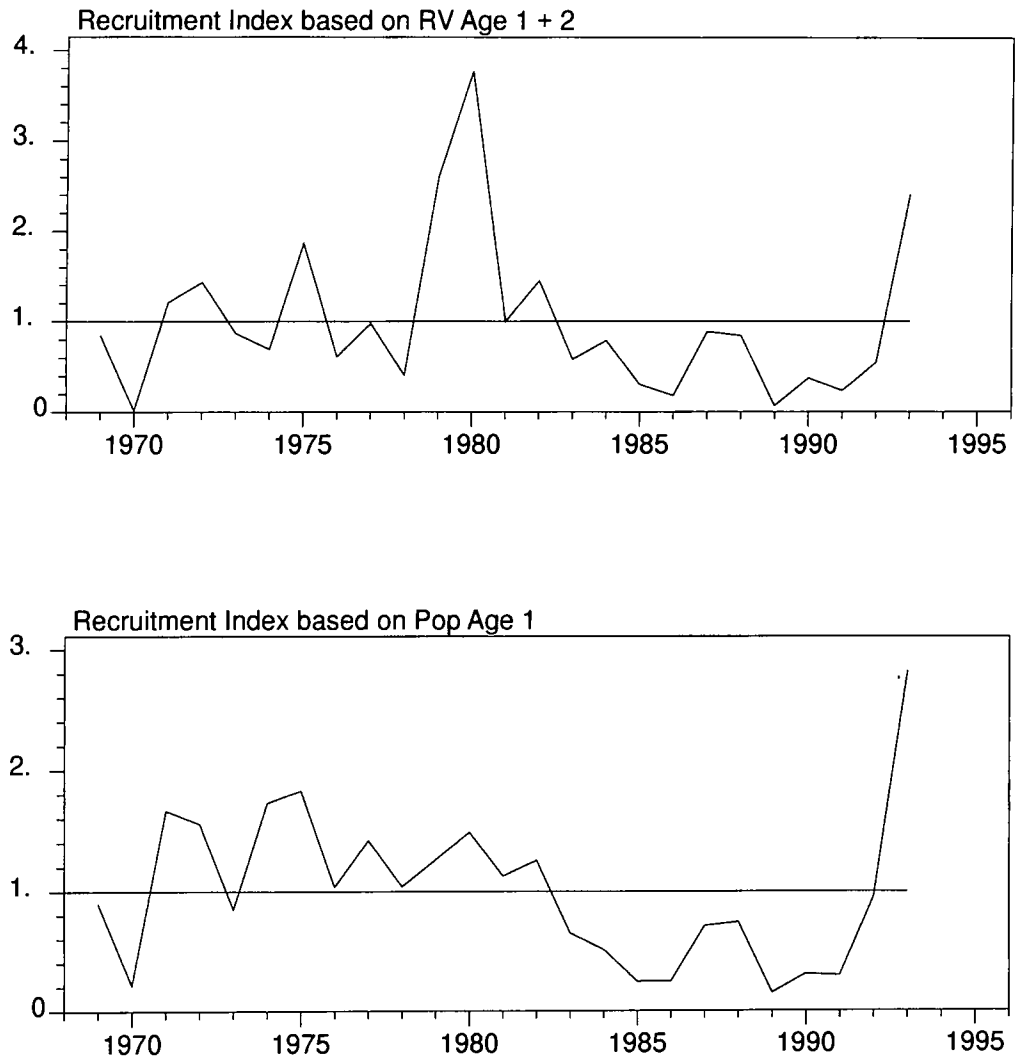 Recruitment Index based on RV Age 1 + 2
4.
3.
2.
1.
0
1970 1975 1980 1985 1990 1995
Recruitment Index based on Pop Age 1
3.
2.
1.
0
1970 1975 1980 1985 1990 1995